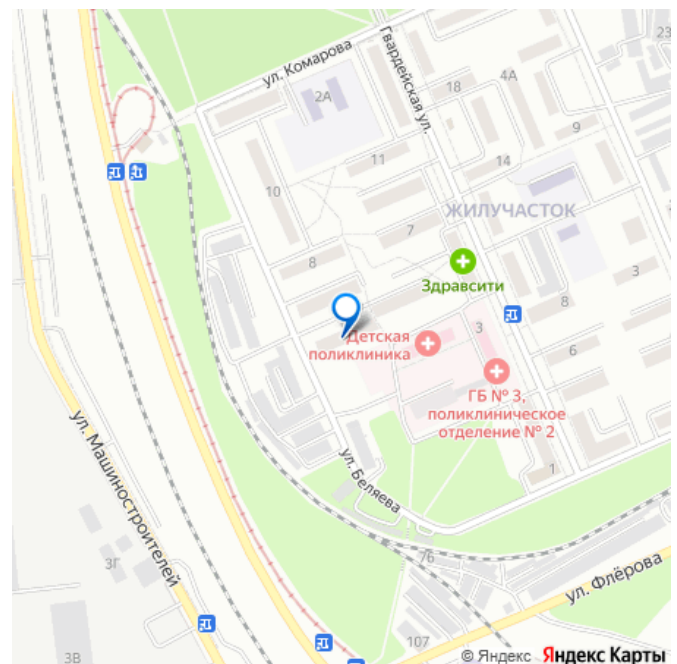 ул. Комарова
Гвардейская ул.
23
2А
18
4А
9
11
14
10
ЖИЛУЧАСТОК
7
8
Здравсити
3
8
Детская
поликлиника
3
6
ГБ № 3,
поликлиническое
отделение № 2
ул. Машиностроителей
ул. Беляева
1
7б
3Г
ул. Флёрова
107
3В
© Яндекс Яндекс Карты